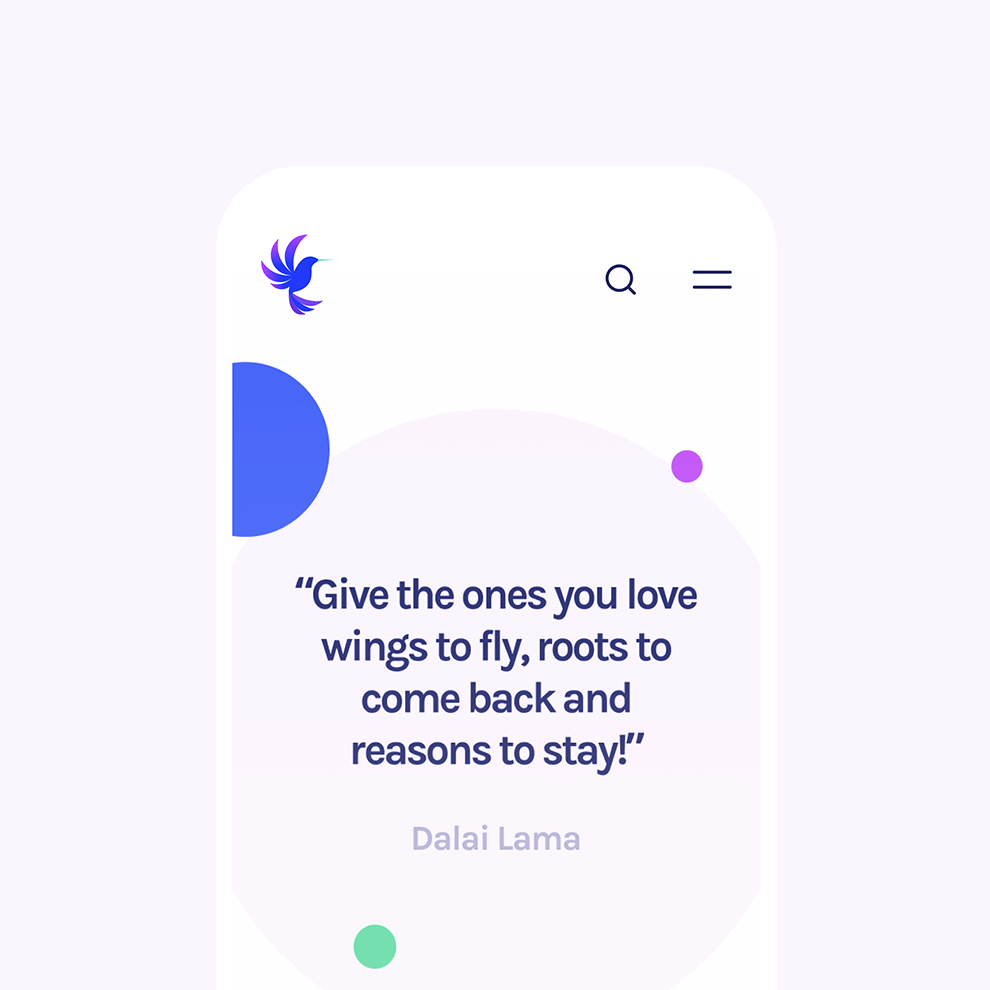 “Give the ones you love
wings to fly, roots to
come back and
reasons to stay!”
Dalai Lama